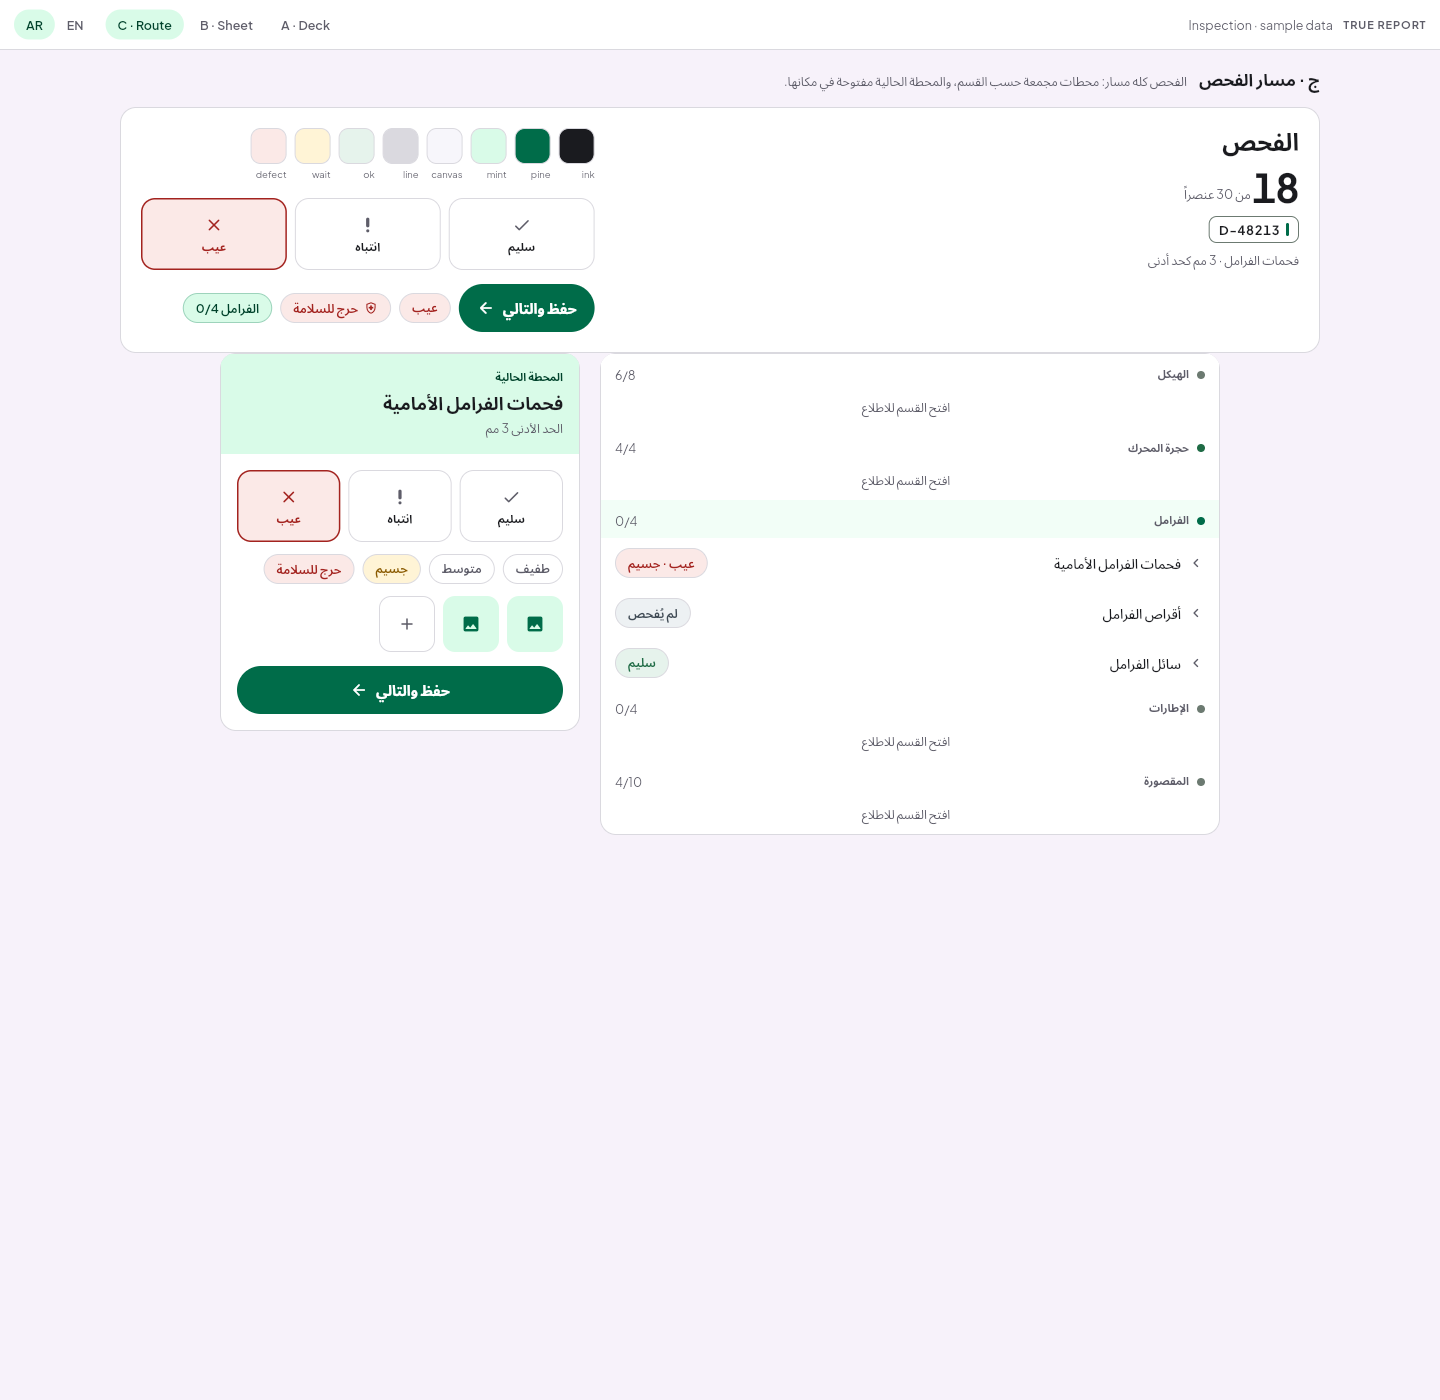 TRUE REPORT Inspection · sample data
A · Deck B · Sheet C · Route EN AR
ج · مسار الفحص الفحص كله مسار: محطات مجمعة حسب القسم، والمحطة الحالية مفتوحة في مكانها.
الفحص
18 من 30 عنصراً
D-48213
فحمات الفرامل · 3 مم كحد أدنى
ink pine mint canvas line ok wait defect
سليم انتباه عيب
حفظ والتالي عيب حرج للسلامة الفرامل 0/4
الهيكل 6/8
افتح القسم للاطلاع
حجرة المحرك 4/4
افتح القسم للاطلاع
الفرامل 0/4
فحمات الفرامل الأمامية عيب · جسيم
أقراص الفرامل لم يُفحص
سائل الفرامل سليم
الإطارات 0/4
افتح القسم للاطلاع
المقصورة 4/10
افتح القسم للاطلاع
المحطة الحالية
فحمات الفرامل الأمامية
الحد الأدنى 3 مم
سليم انتباه عيب
طفيف متوسط جسيم حرج للسلامة
حفظ والتالي